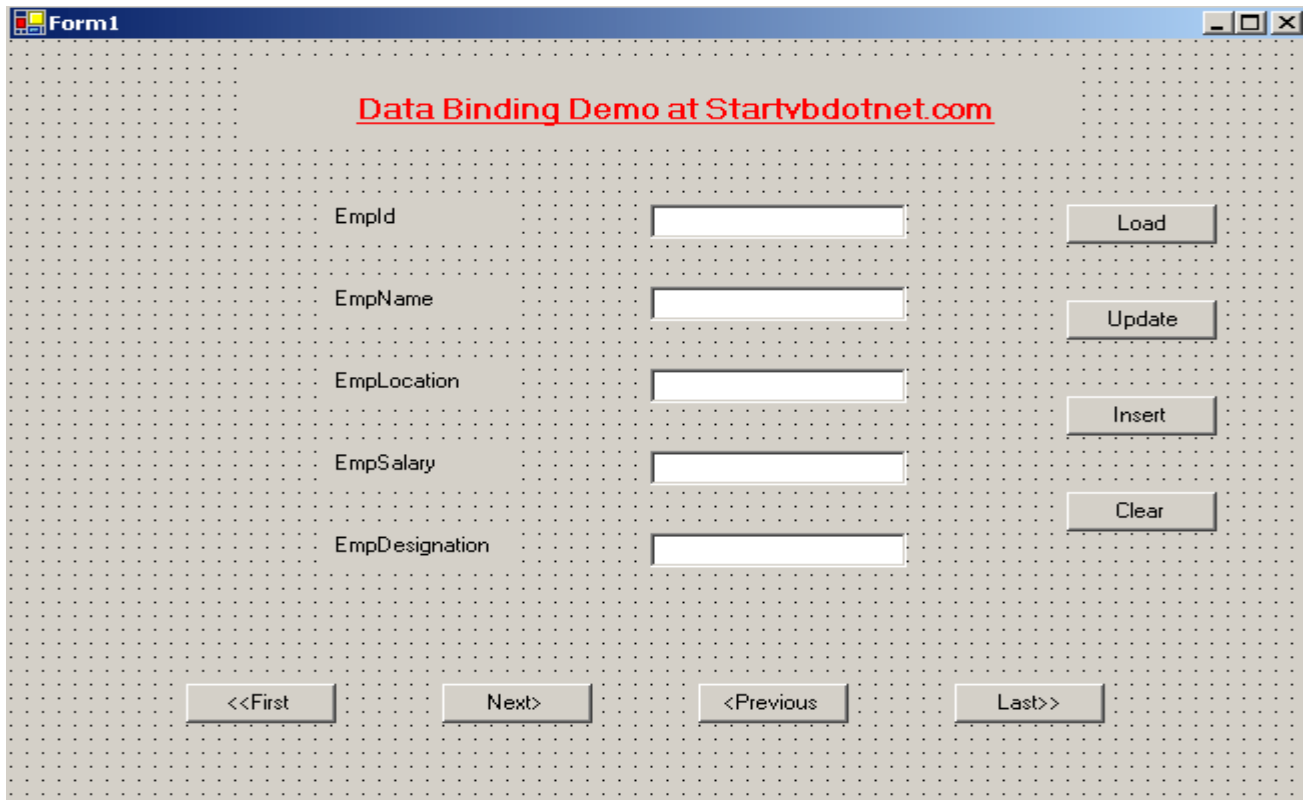 Form1
Data Binding Demo at Startvbdotnet.com
EmpId
Load
EmpName
Update
EmpLocation
Insert
EmpSalary
Clear
EmpDesignation
<<First
Next>
<Previous
Last>>